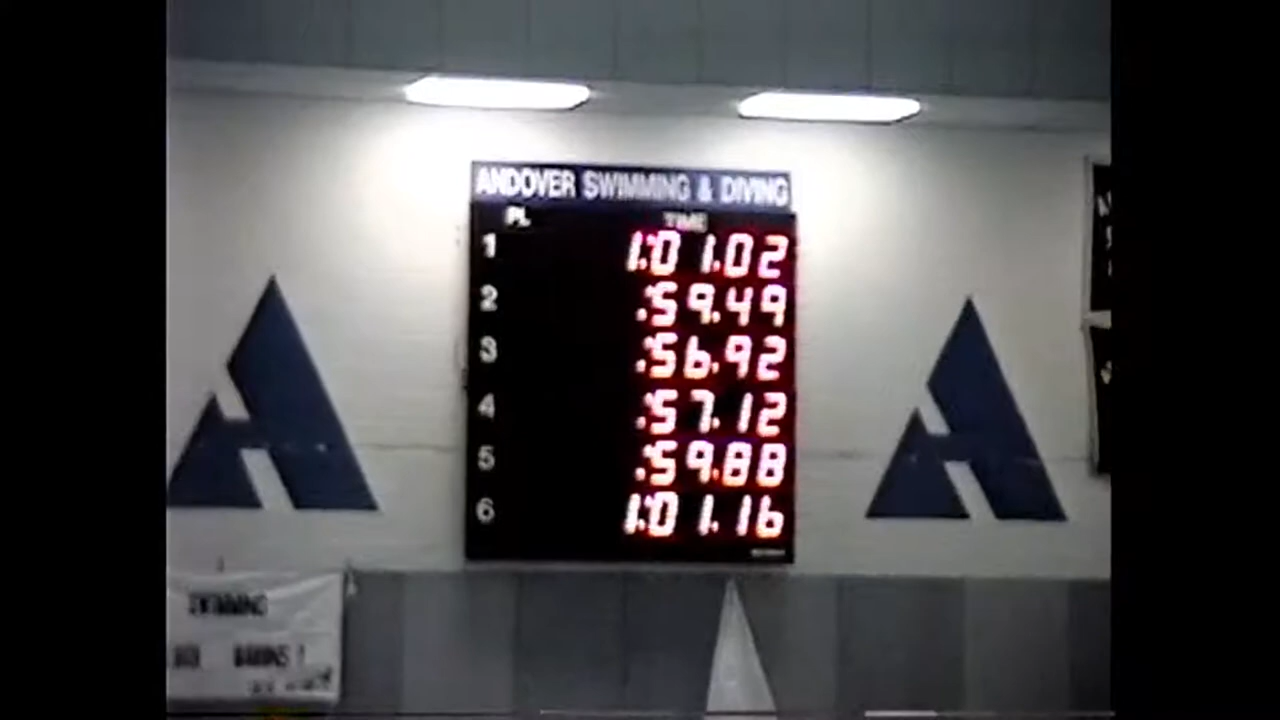 ANDOVER SWIMMING & DIVING
PL TIME
1 1:01.02
2 :59.49
3 :56.92
4 :57.12
5 :59.88
6 1:01.16
SWIMMING